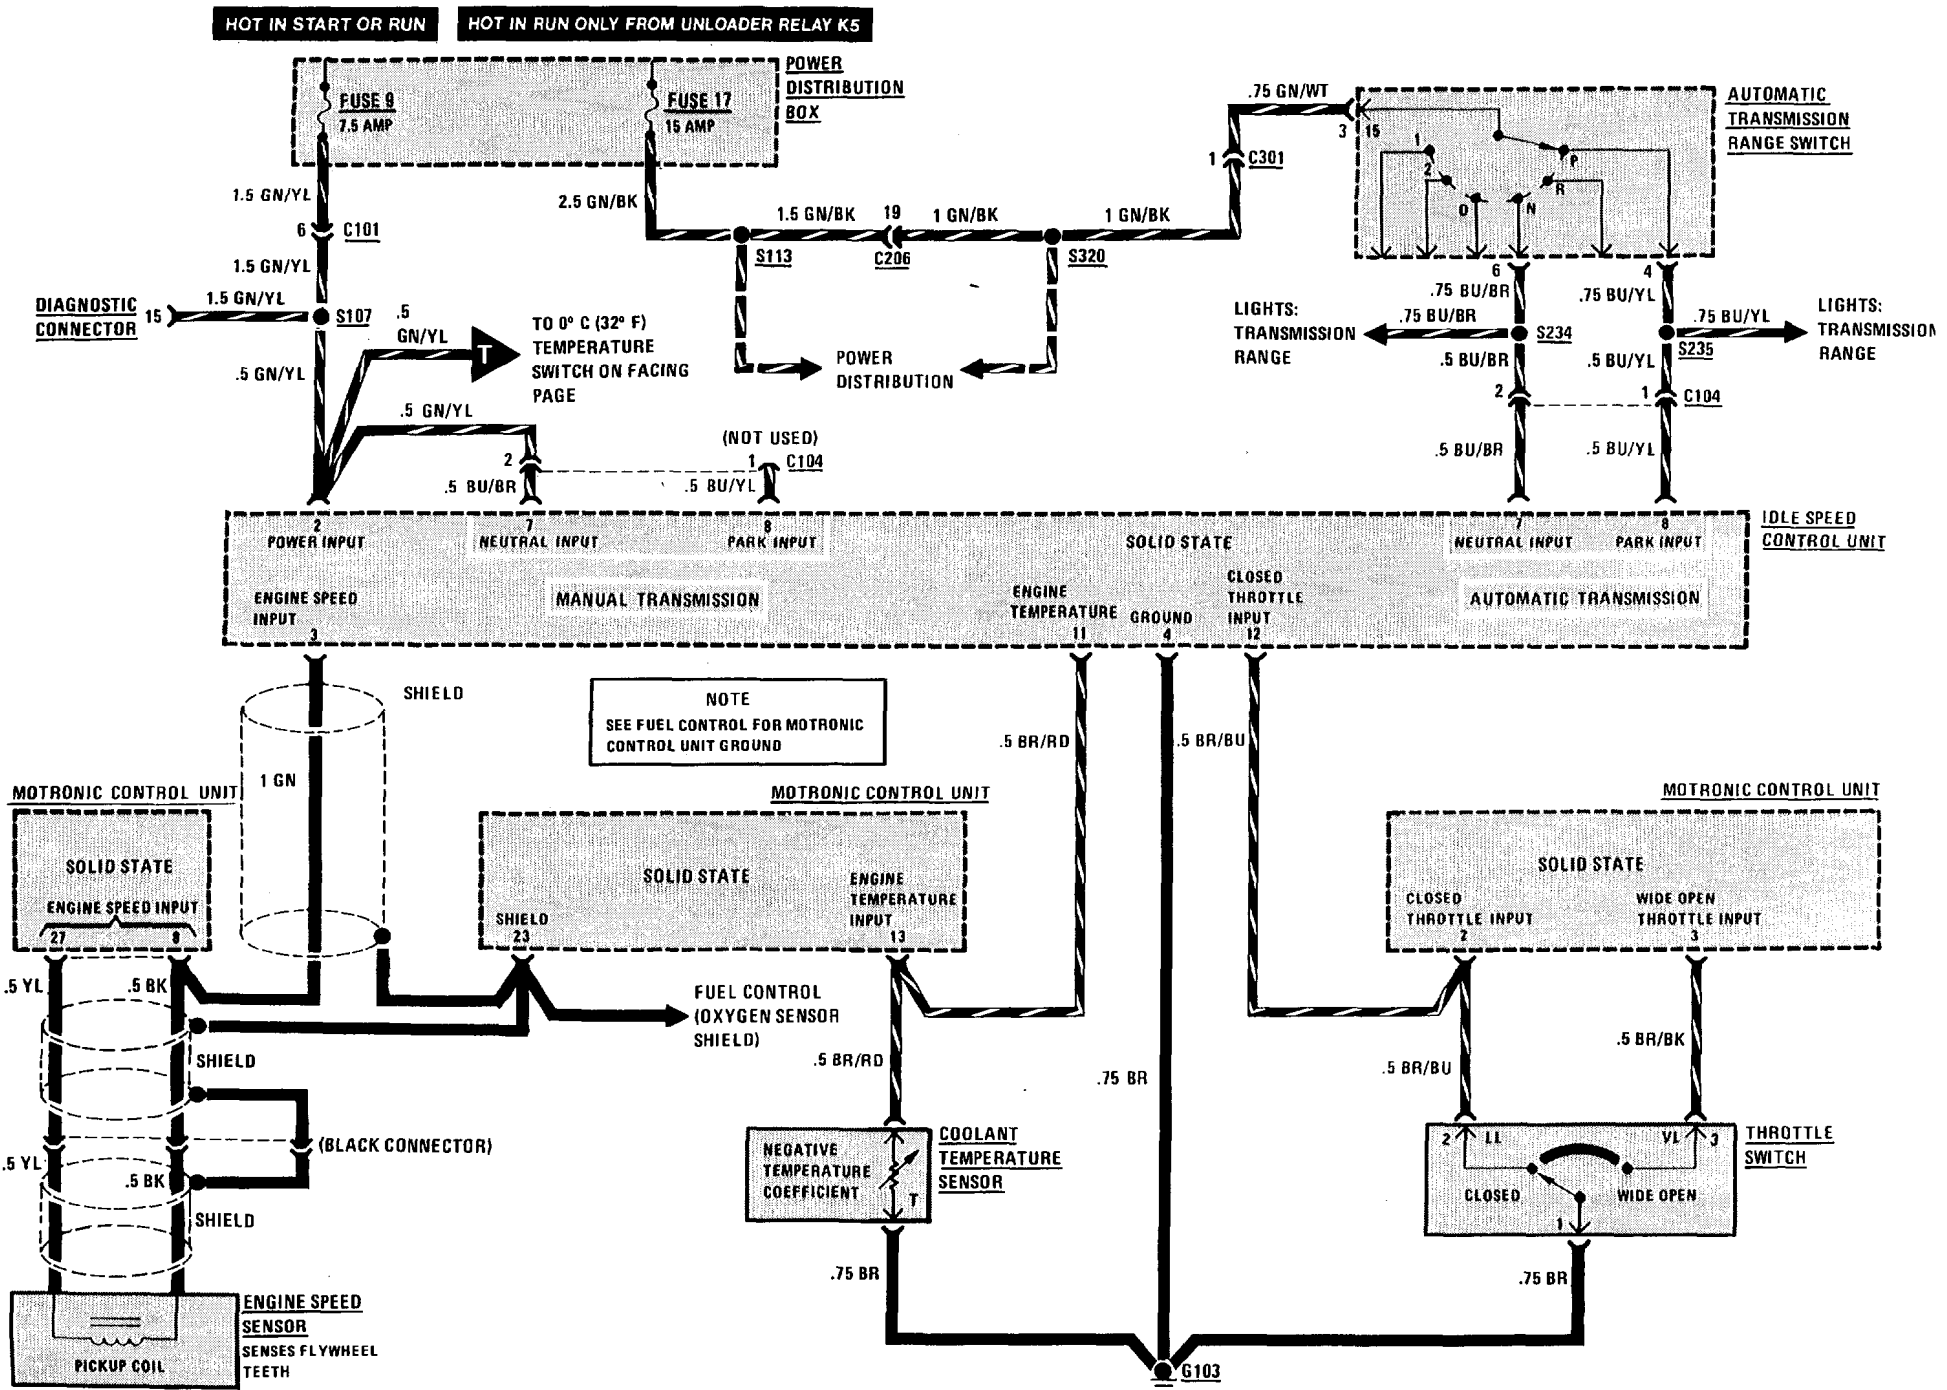 HOT IN START OR RUN
HOT IN RUN ONLY FROM UNLOADER RELAY K5
POWER
DISTRIBUTION
BOX
FUSE 9
7.5 AMP
FUSE 17
15 AMP
.75 GN/WT
3
15
AUTOMATIC
TRANSMISSION
RANGE SWITCH
1
2
D
N
R
P
1
C301
1.5 GN/YL
2.5 GN/BK
6
C101
1.5 GN/BK
19
1 GN/BK
1 GN/BK
S113
C206
S320
1.5 GN/YL
6
4
.75 BU/BR
.75 BU/YL
DIAGNOSTIC
CONNECTOR
15
1.5 GN/YL
S107
.5
GN/YL
T
TO 0° C (32° F)
TEMPERATURE
SWITCH ON FACING
PAGE
POWER
DISTRIBUTION
LIGHTS:
TRANSMISSION
RANGE
.75 BU/BR
S234
.75 BU/YL
S235
LIGHTS:
TRANSMISSION
RANGE
.5 GN/YL
.5 BU/BR
.5 BU/YL
2
1
C104
.5 GN/YL
(NOT USED)
2
1
C104
.5 BU/BR
.5 BU/YL
.5 BU/BR
.5 BU/YL
2
POWER INPUT
7
NEUTRAL INPUT
8
PARK INPUT
SOLID STATE
7
NEUTRAL INPUT
8
PARK INPUT
IDLE SPEED
CONTROL UNIT
ENGINE SPEED
INPUT
3
MANUAL TRANSMISSION
ENGINE
TEMPERATURE
11
GROUND
4
CLOSED
THROTTLE
INPUT
12
AUTOMATIC TRANSMISSION
SHIELD
NOTE
SEE FUEL CONTROL FOR MOTRONIC
CONTROL UNIT GROUND
.5 BR/RD
.5 BR/BU
1 GN
MOTRONIC CONTROL UNIT
SOLID STATE
ENGINE SPEED INPUT
27
8
MOTRONIC CONTROL UNIT
SOLID STATE
SHIELD
23
ENGINE
TEMPERATURE
INPUT
13
MOTRONIC CONTROL UNIT
SOLID STATE
CLOSED
THROTTLE INPUT
2
WIDE OPEN
THROTTLE INPUT
3
.5 YL
.5 BK
FUEL CONTROL
(OXYGEN SENSOR
SHIELD)
SHIELD
.5 BR/RD
.75 BR
.5 BR/BU
.5 BR/BK
(BLACK CONNECTOR)
.5 YL
.5 BK
SHIELD
NEGATIVE
TEMPERATURE
COEFFICIENT
T
COOLANT
TEMPERATURE
SENSOR
2
LL
VL
3
CLOSED
WIDE OPEN
1
THROTTLE
SWITCH
.75 BR
.75 BR
PICKUP COIL
ENGINE SPEED
SENSOR
SENSES FLYWHEEL
TEETH
G103